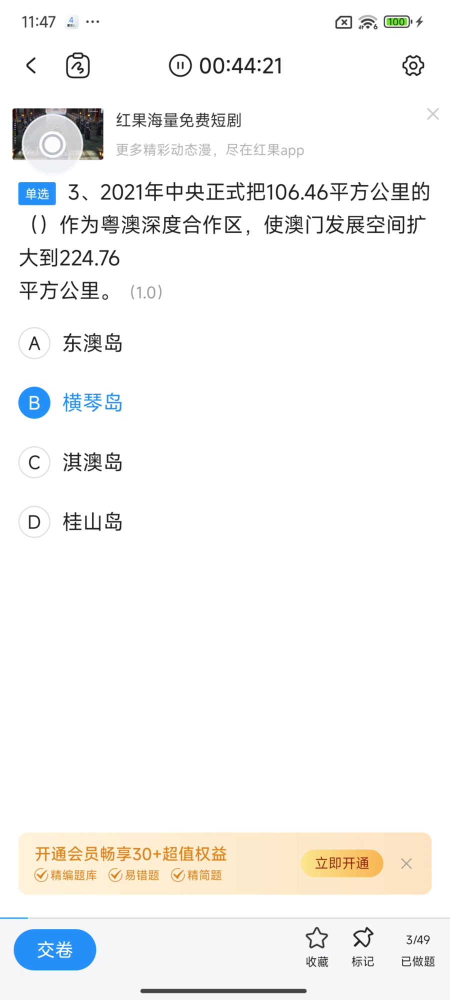 11:47
4
100
6
00:44:21
红果海量免费短剧
更多精彩动态漫，尽在红果app
单选 3、2021年中央正式把106.46平方公里的
（）作为粤澳深度合作区，使澳门发展空间扩
大到224.76
平方公里。（1.0）
A 东澳岛
B 横琴岛
C 淇澳岛
D 桂山岛
开通会员畅享30+超值权益
精编题库 易错题 精简题
立即开通
交卷
收藏
标记
3/49
已做题